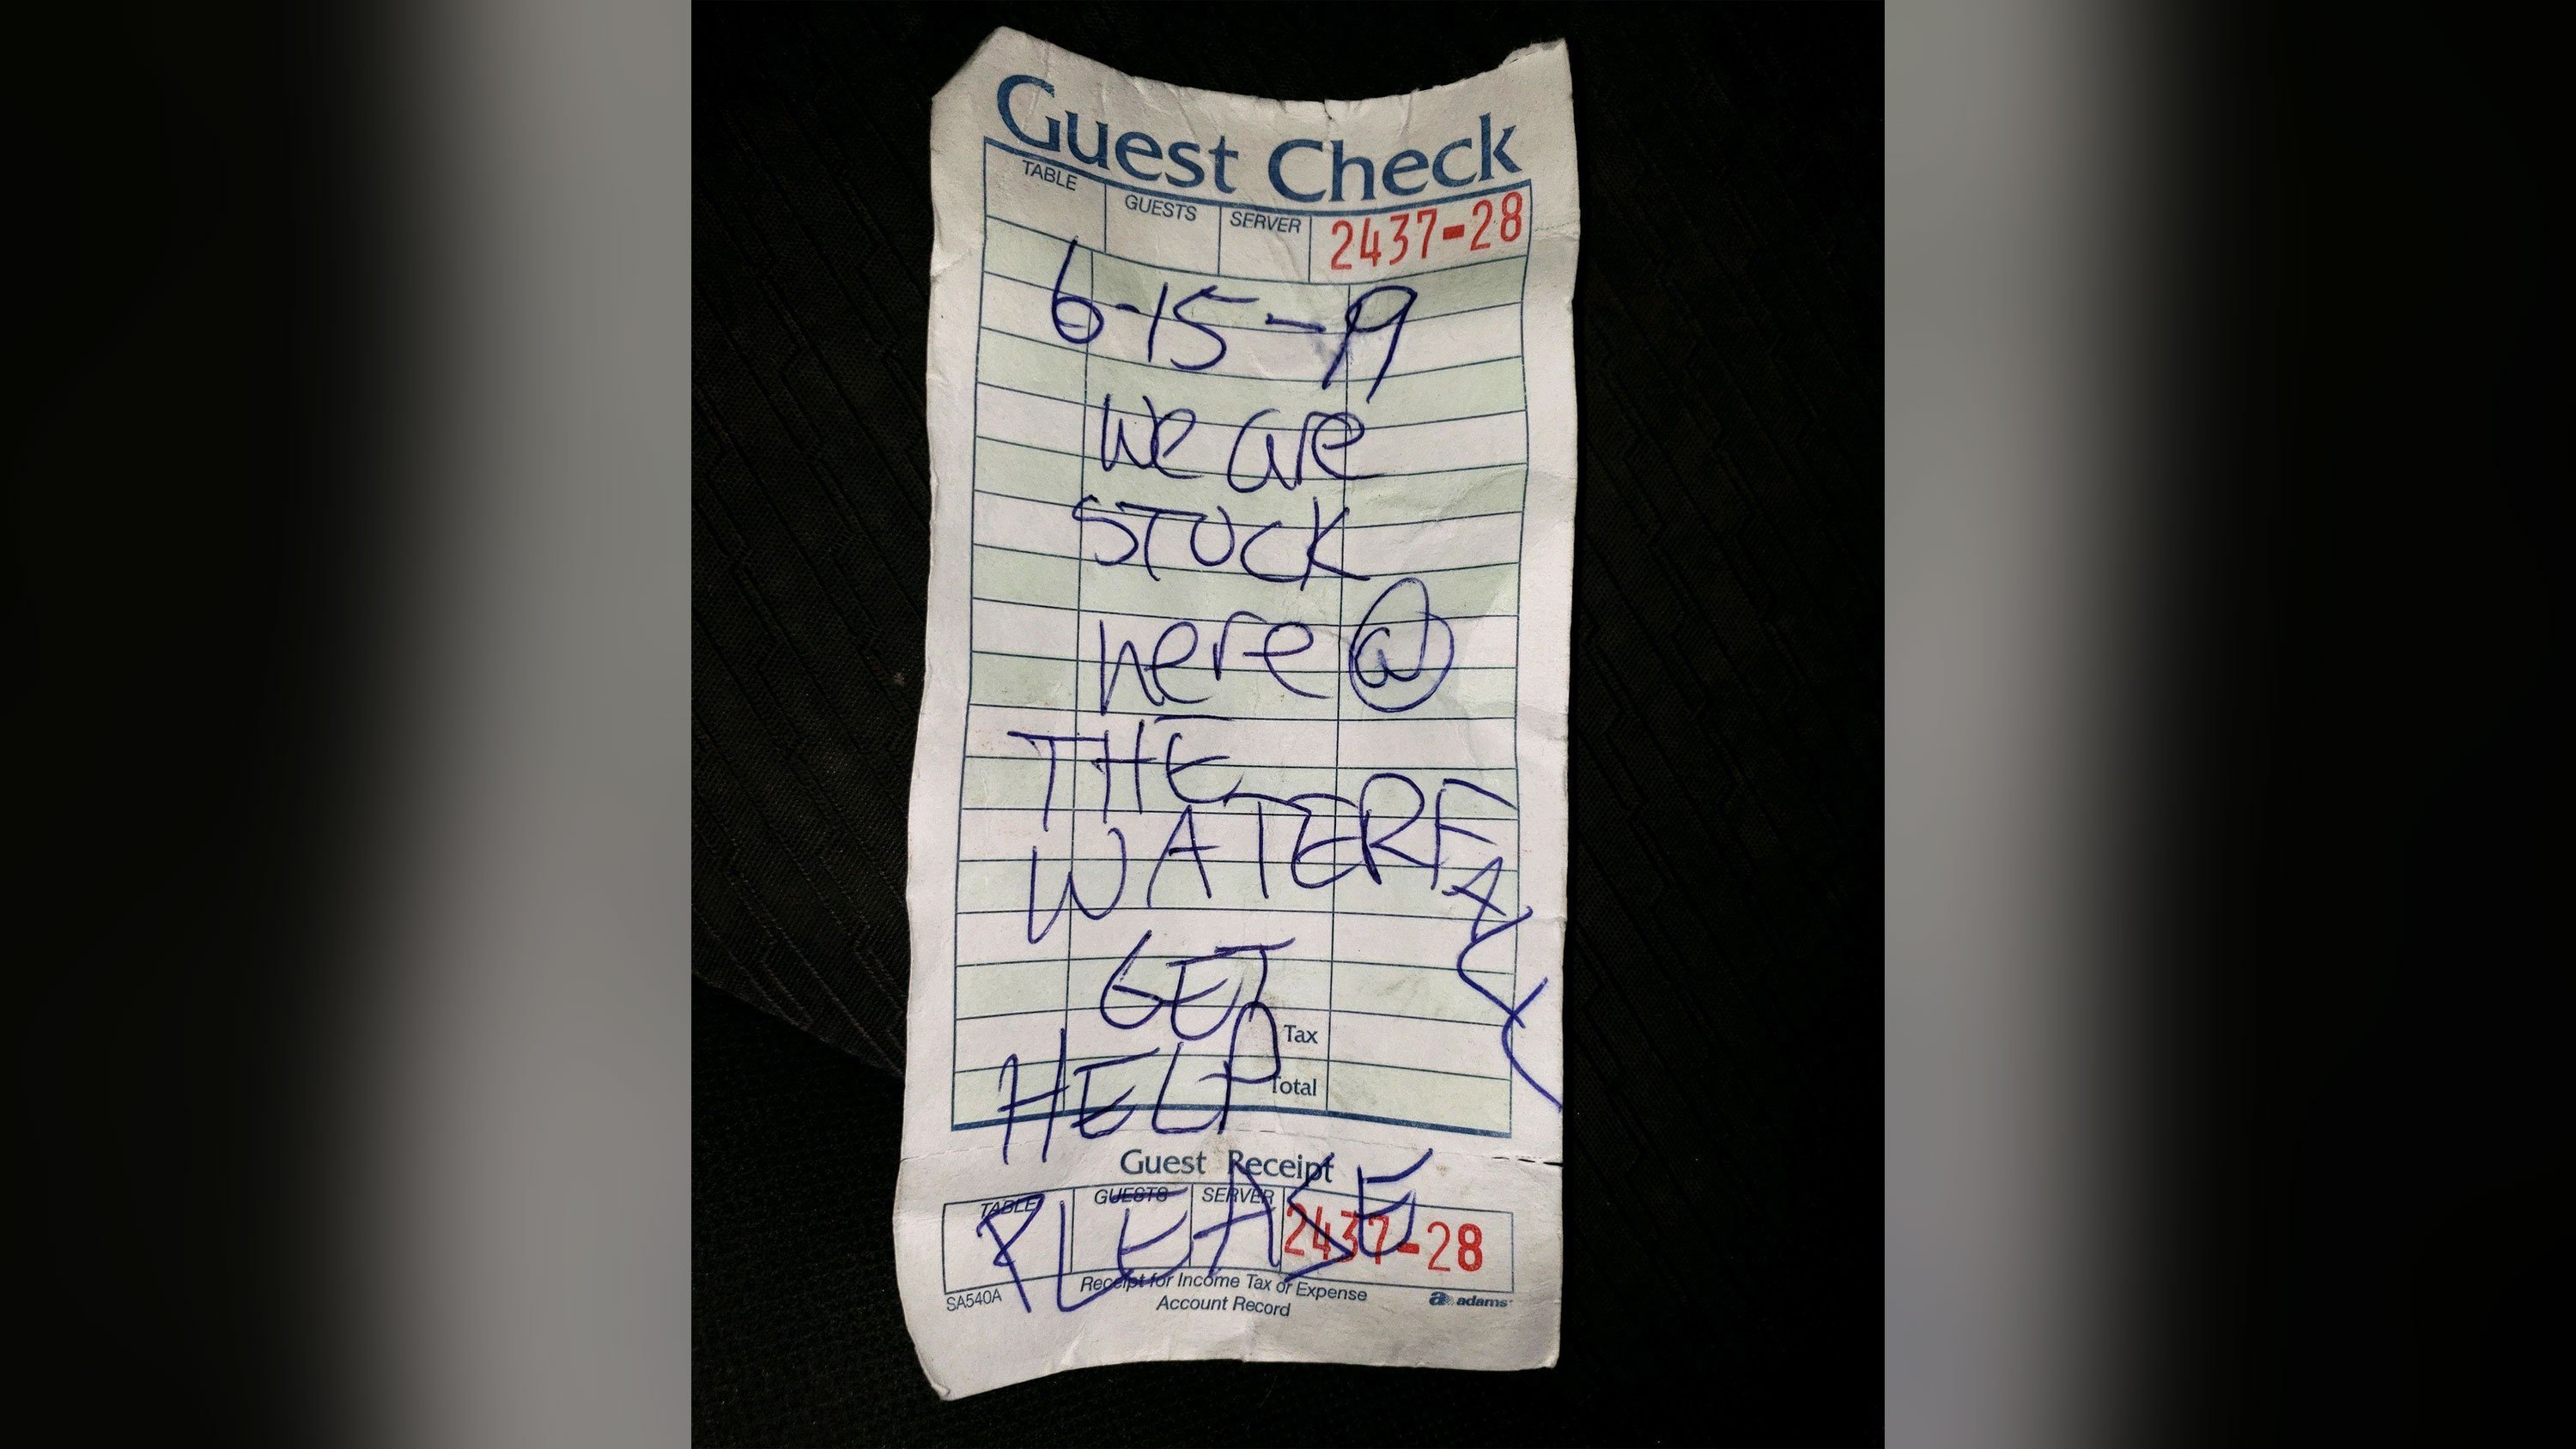 Guest Check
TABLE GUESTS SERVER 2437-28
6-15-19
We are
STUCK
here @
THE
WATERFALL
GET
Tax
HELP
Total
Guest Receipt
TABLE GUESTS SERVER 2437-28
PLEASE
Receipt for Income Tax or Expense
Account Record
SA540A
adams